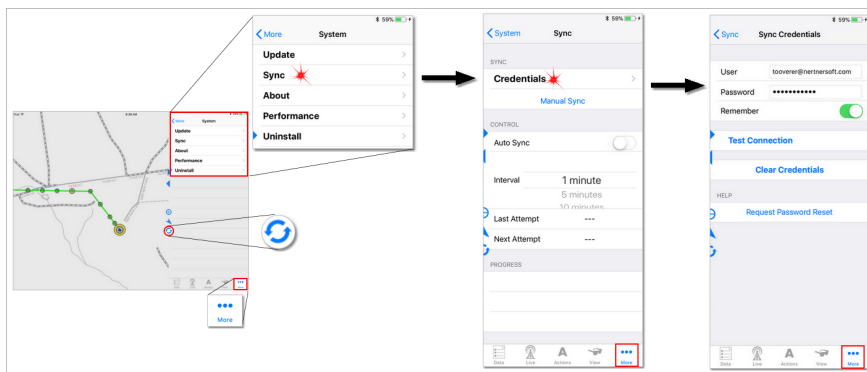 59%
More System
Update
Sync
About
Performance
Uninstall
More System
Update
Sync
About
Performance
Uninstall
More
More
59%
System Sync
SYNC
Credentials
Manual Sync
CONTROL
Auto Sync
Interval 1 minute
5 minutes
10 minutes
Last Attempt ---
Next Attempt ---
PROGRESS
Data Live Actions View More
59%
Sync Sync Credentials
User tooverer@nertnersoft.com
Password •••••••••••
Remember
Test Connection
Clear Credentials
HELP
Request Password Reset
Data Live Actions View More